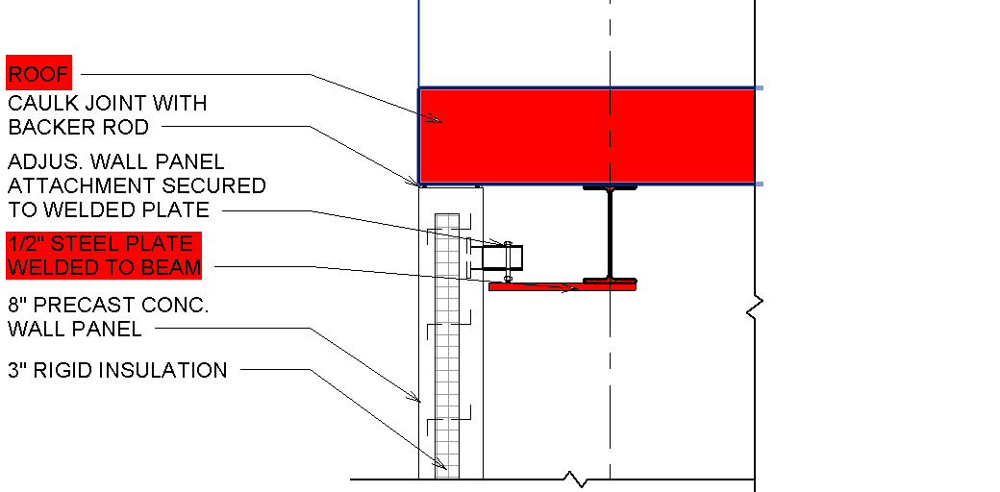 ROOF
CAULK JOINT WITH
BACKER ROD
ADJUS. WALL PANEL
ATTACHMENT SECURED
TO WELDED PLATE
1/2" STEEL PLATE
WELDED TO BEAM
8" PRECAST CONC.
WALL PANEL
3" RIGID INSULATION